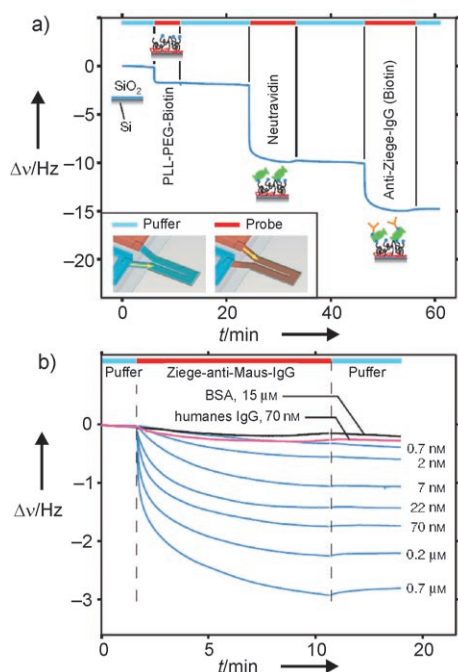 a)
0
–5
–10
–15
–20
Δν/Hz
SiO2
Si
PLL-PEG-Biotin
Neutravidin
Anti-Ziege-IgG (Biotin)
Puffer
Probe
0
20
40
60
t/min
b)
Puffer
Ziege-anti-Maus-IgG
Puffer
BSA, 15 μM
humanes IgG, 70 nM
0
–1
–2
–3
Δν/Hz
0.7 nM
2 nM
7 nM
22 nM
70 nM
0.2 μM
0.7 μM
0
5
10
20
t/min